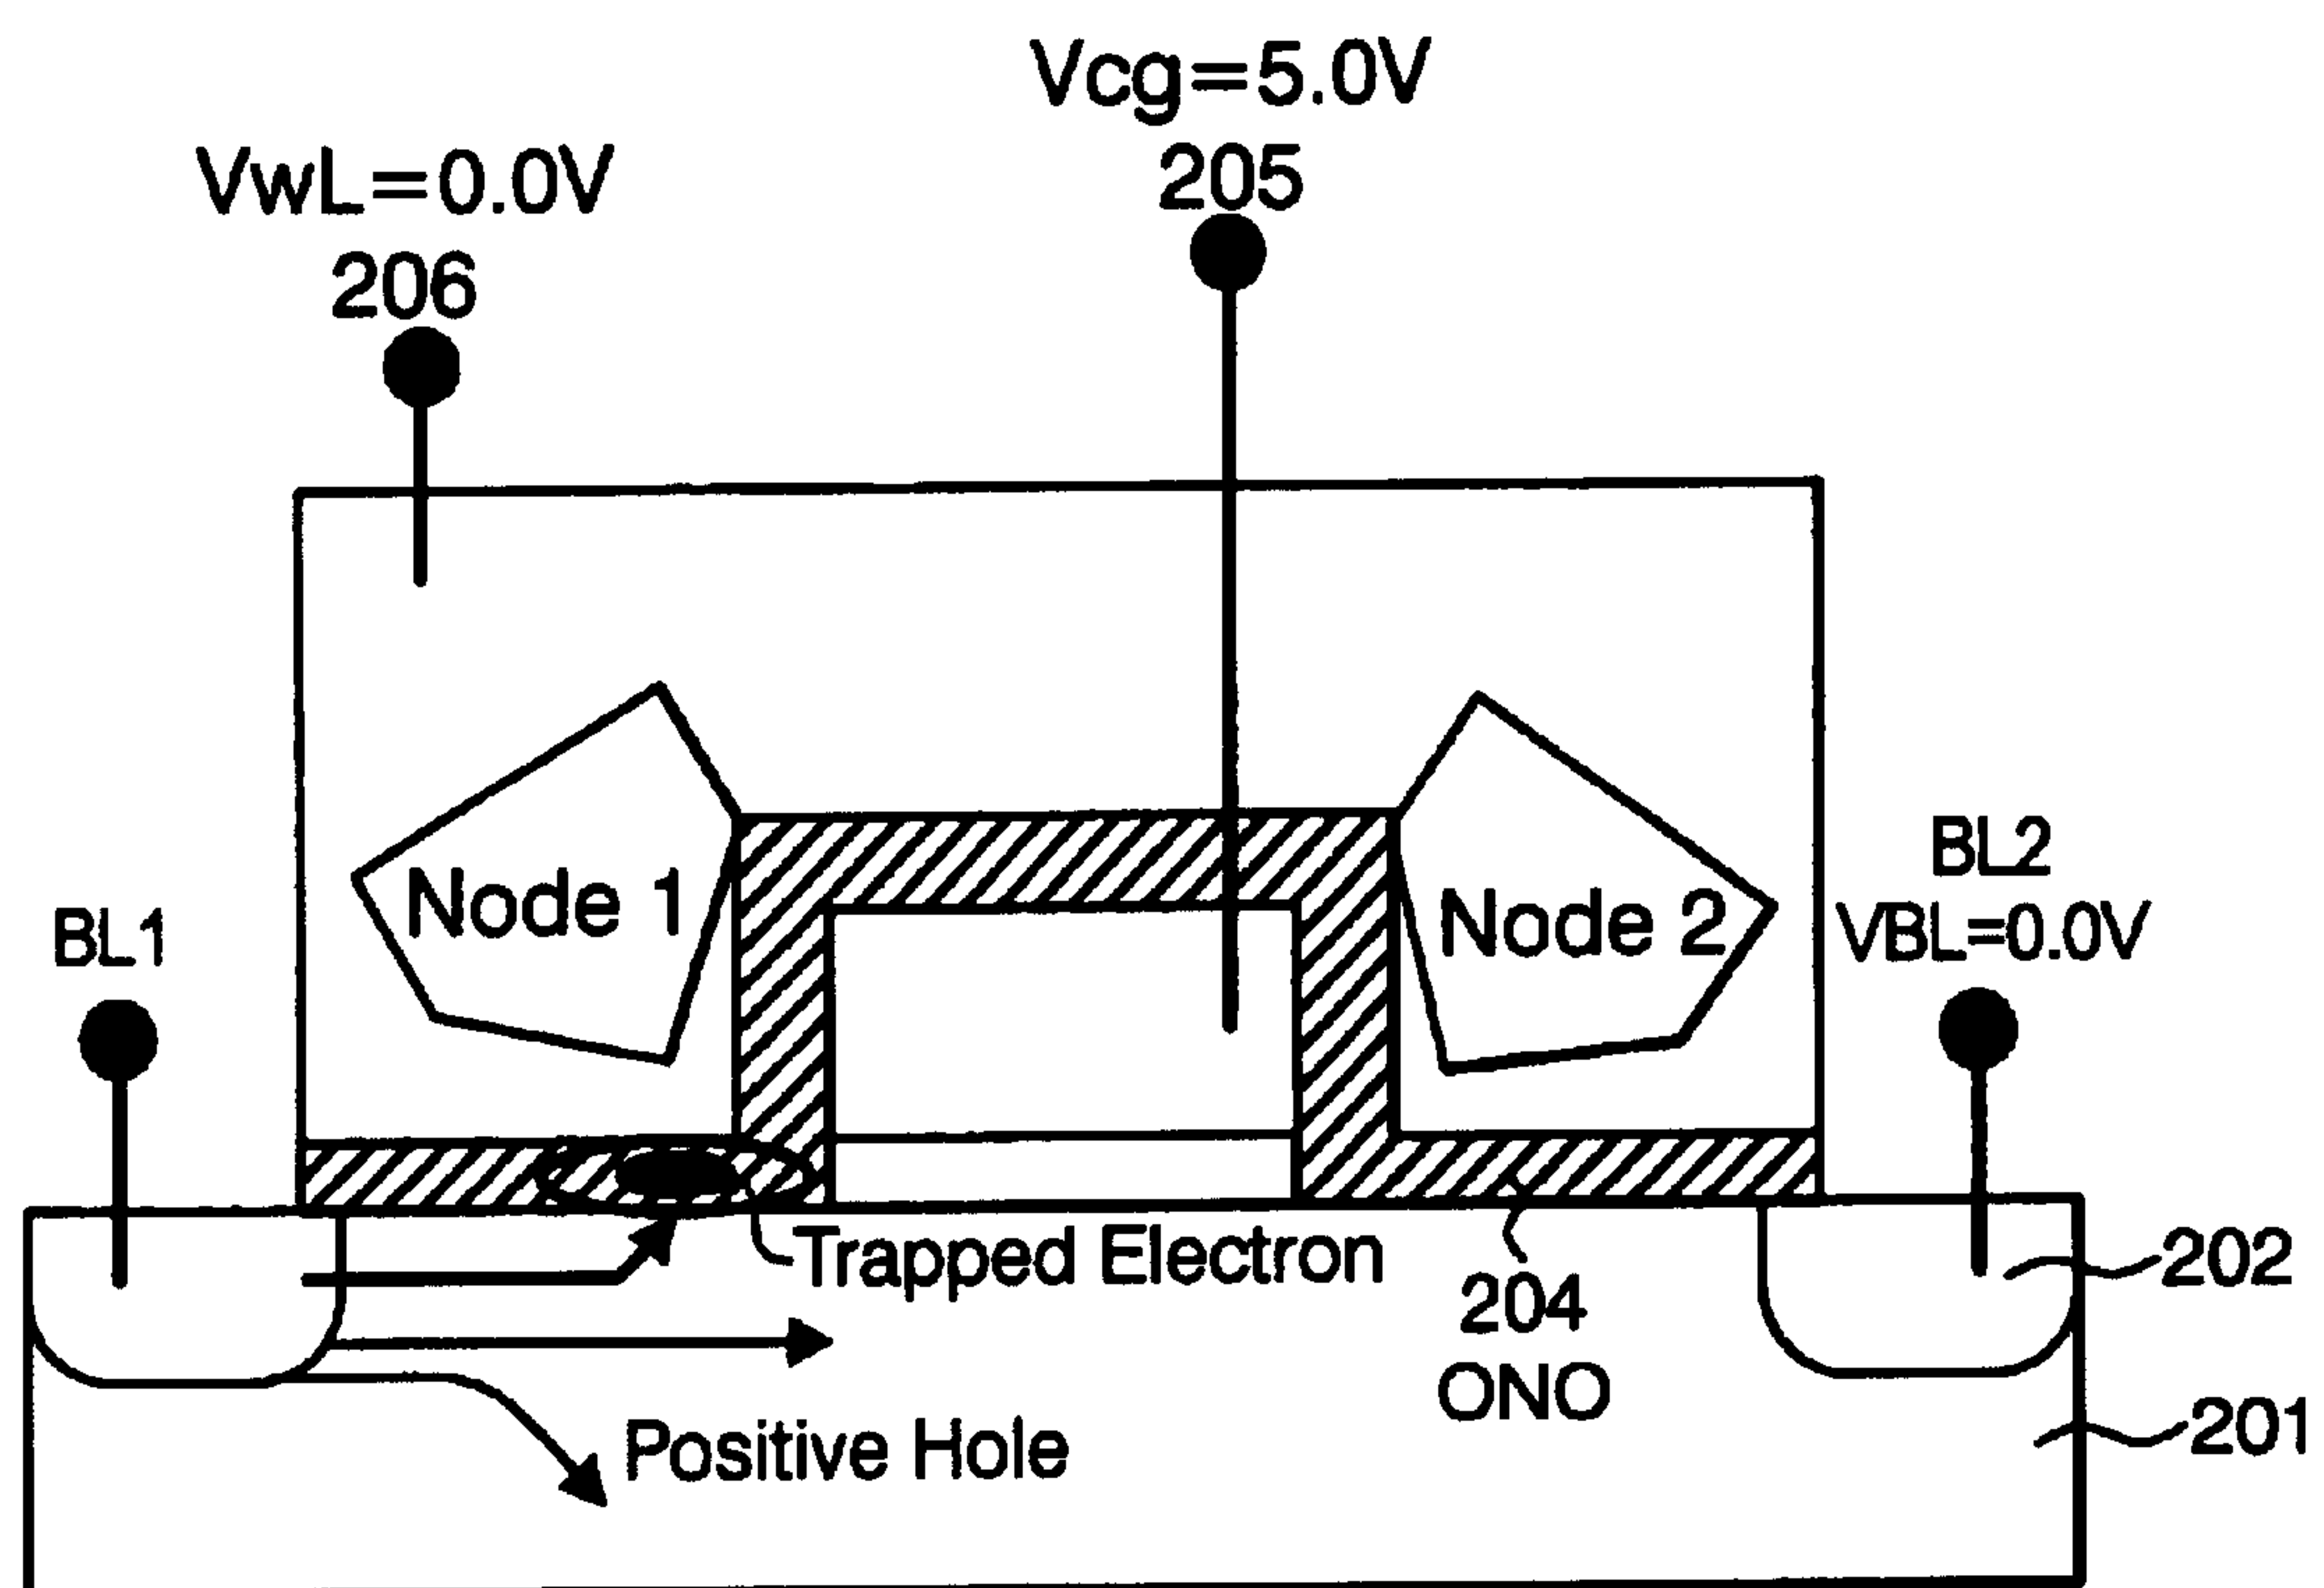 Vcg=5.0V
205
VwL=0.0V
206
Node 1
Node 2
BL1
BL2
VBL=0.0V
Trapped Electron
202
204
ONO
Positive Hole
201